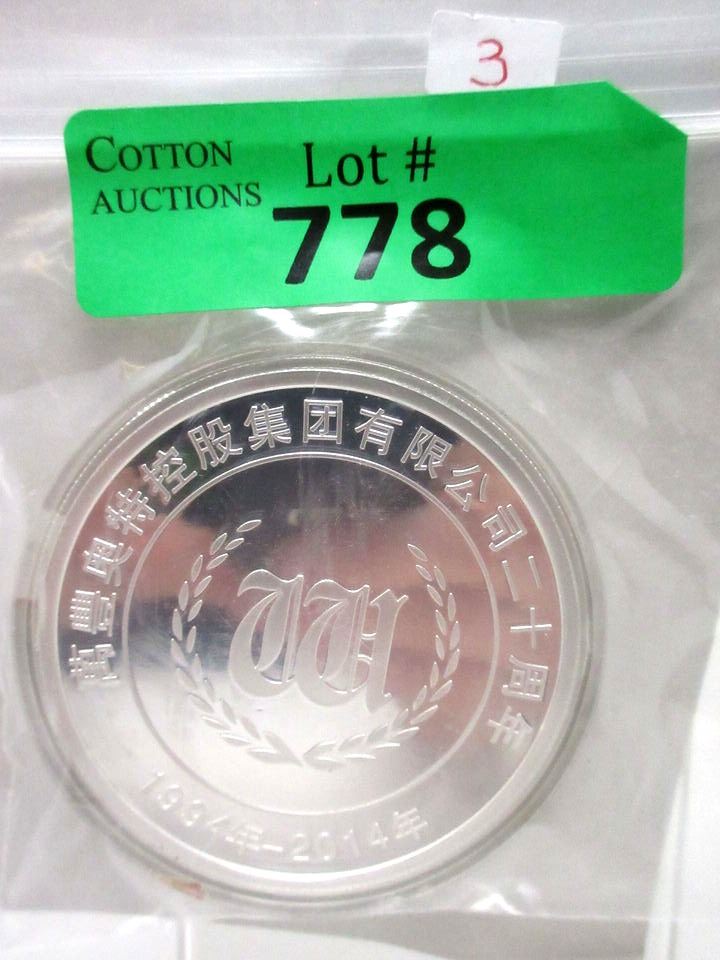 3
COTTON
AUCTIONS
Lot #
778
萬豐奥特控股集团有限公司二十周年
W
1994年-2014年